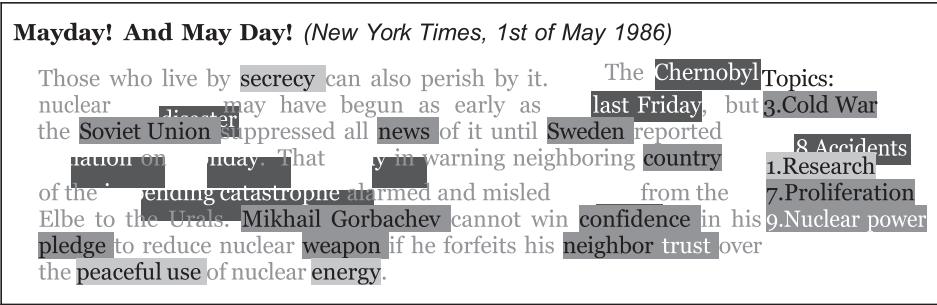 Mayday! And May Day! (New York Times, 1st of May 1986)
Those who live by secrecy can also perish by it. The Chernobyl
nuclear disaster may have begun as early as last Friday, but
the Soviet Union suppressed all news of it until Sweden reported
on That in warning neighboring country
of the catastrophe alarmed and misled from the
Elbe to the Urals. Mikhail Gorbachev cannot win confidence in his
pledge to reduce nuclear weapon if he forfeits his neighbor trust over
the peaceful use of nuclear energy.
Topics:
3.Cold War
8.Accidents
1.Research
7.Proliferation
9.Nuclear power